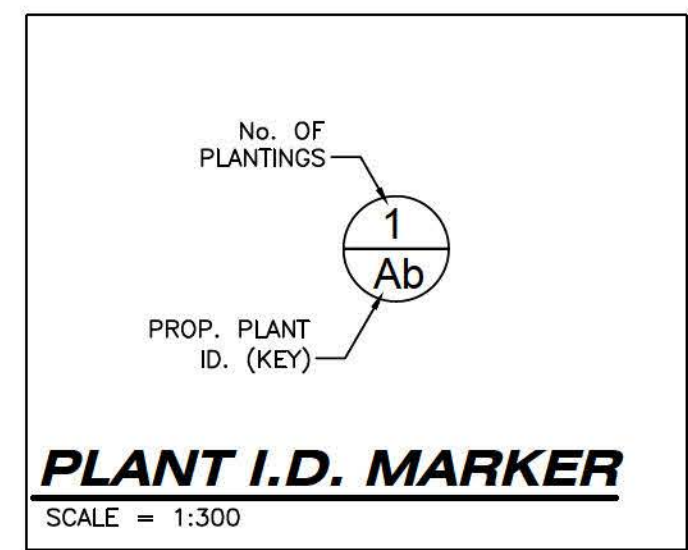 No. OF
PLANTINGS
1
Ab
PROP. PLANT
ID. (KEY)
PLANT I.D. MARKER
SCALE = 1:300